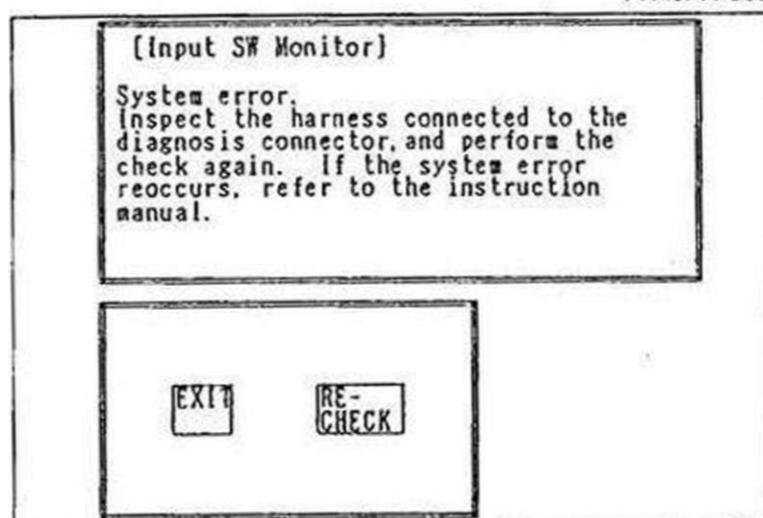 [Input SW Monitor]
System error.
Inspect the harness connected to the
diagnosis connector, and perform the
check again. If the system error
reoccurs, refer to the instruction
manual.
EXIT
RE-
CHECK